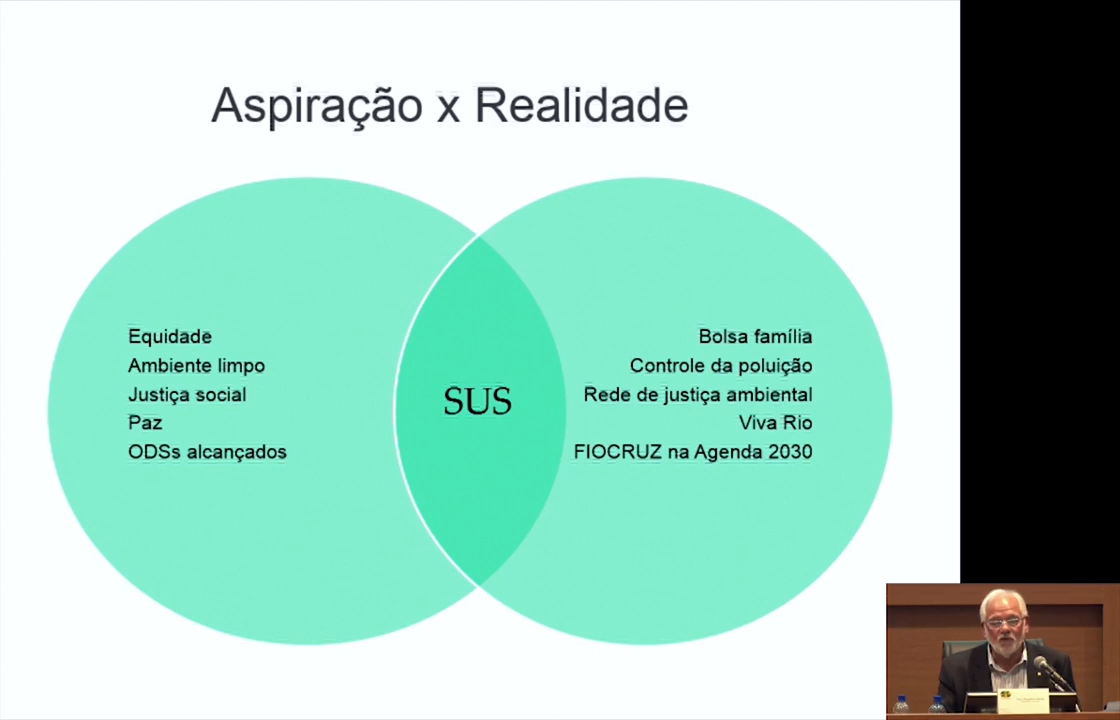 Aspiração x Realidade
Equidade
Ambiente limpo
Justiça social
Paz
ODSs alcançados
SUS
Bolsa família
Controle da poluição
Rede de justiça ambiental
Viva Rio
FIOCRUZ na Agenda 2030